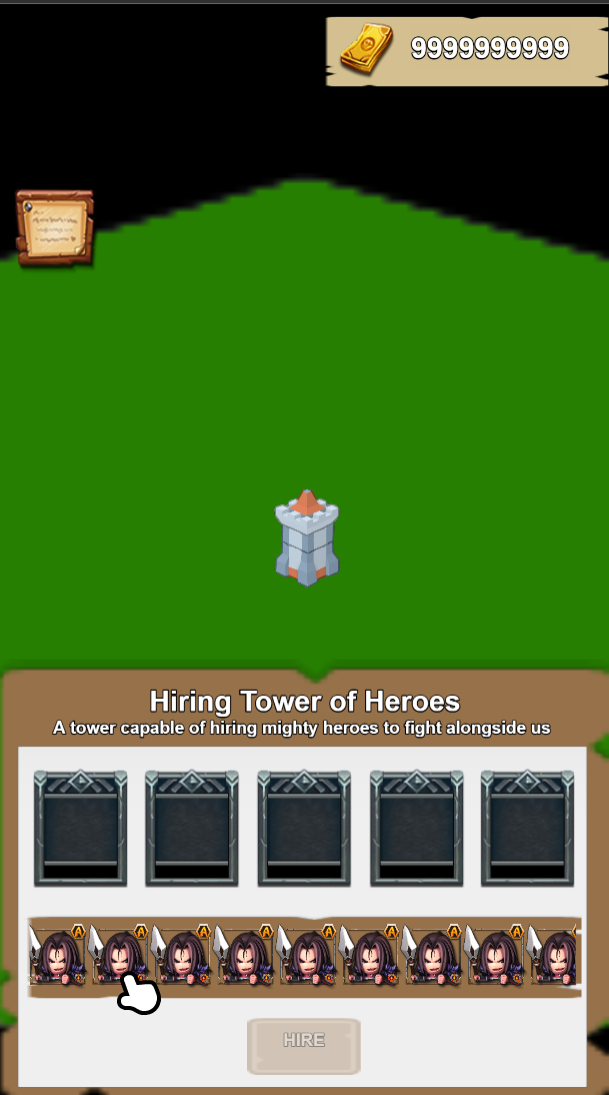 9999999999
Hiring Tower of Heroes
A tower capable of hiring mighty heroes to fight alongside us
A A A A A A A A
HIRE